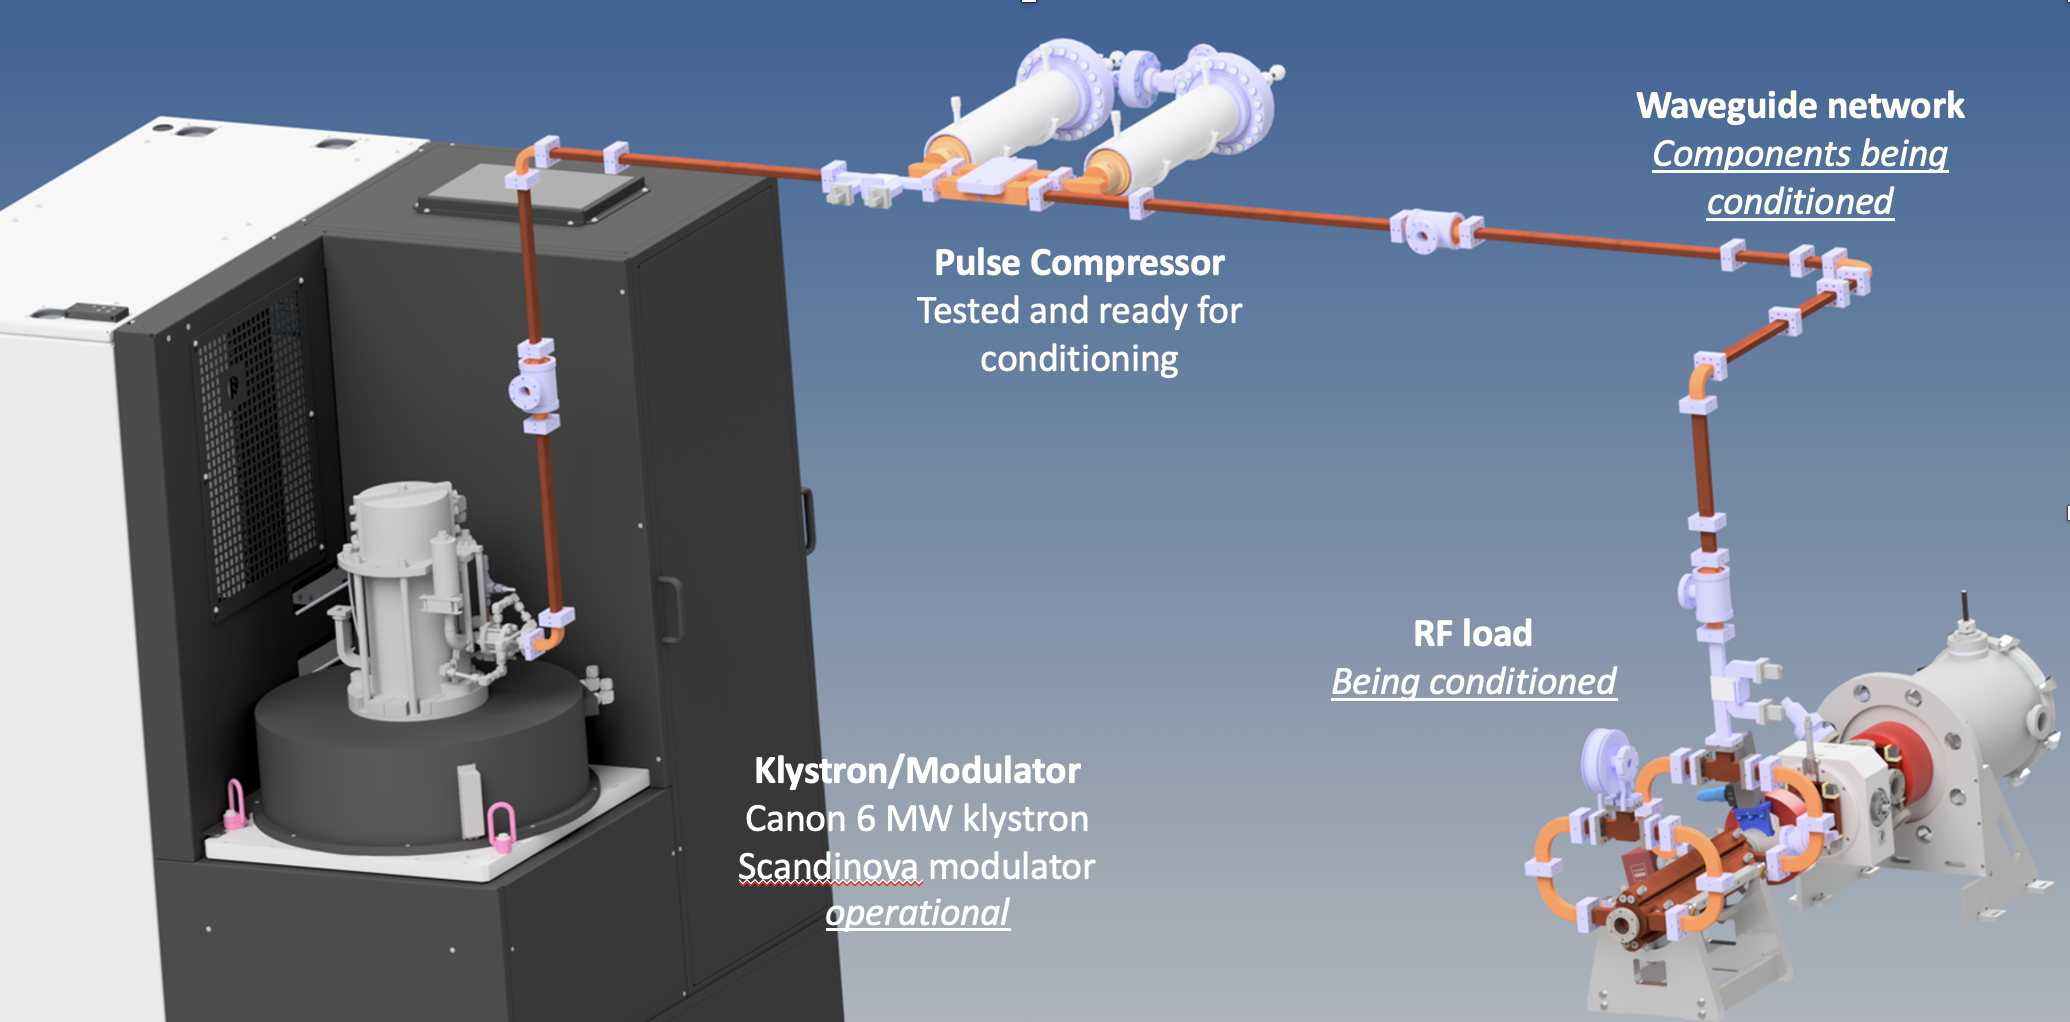 Waveguide network
Components being
conditioned
Pulse Compressor
Tested and ready for
conditioning
RF load
Being conditioned
Klystron/Modulator
Canon 6 MW klystron
Scandinova modulator
operational